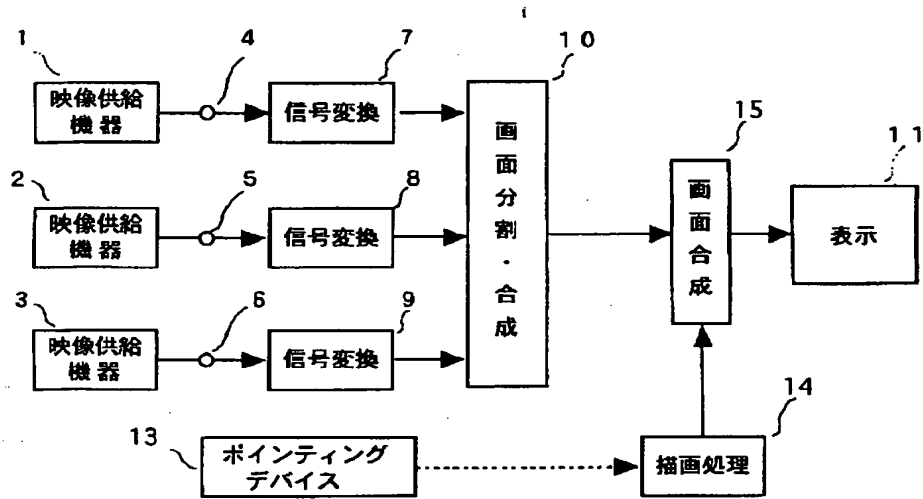 1
4
7
10
映像供給
機器
信号変換
画面分割・合成
15
11
2
5
8
映像供給
機器
信号変換
画面合成
表示
3
6
9
映像供給
機器
信号変換
14
13
ポインティング
デバイス
描画処理